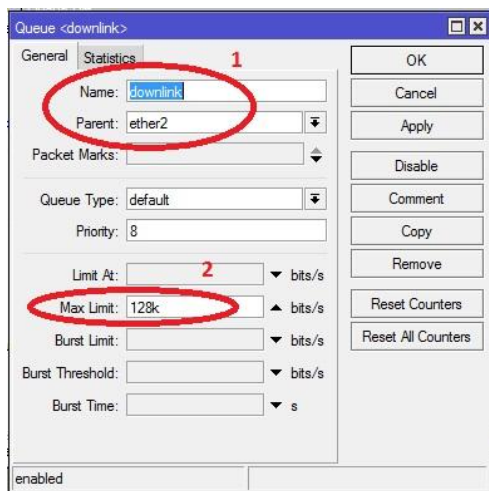 Queue <downlink>
General Statistics 1
Name: downlink
Parent: ether2
Packet Marks:
Queue Type: default
Priority: 8
Limit At: 2 bits/s
Max Limit: 128k bits/s
Burst Limit: bits/s
Burst Threshold: bits/s
Burst Time: s
OK
Cancel
Apply
Disable
Comment
Copy
Remove
Reset Counters
Reset All Counters
enabled